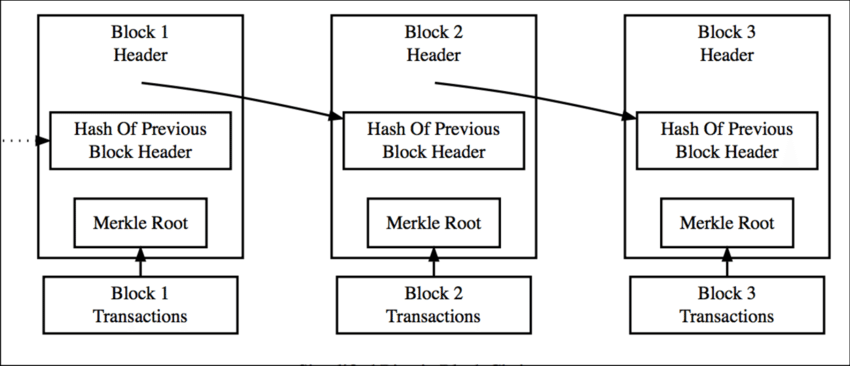 Block 1
Header
Hash Of Previous
Block Header
Merkle Root
Block 1
Transactions
Block 2
Header
Hash Of Previous
Block Header
Merkle Root
Block 2
Transactions
Block 3
Header
Hash Of Previous
Block Header
Merkle Root
Block 3
Transactions